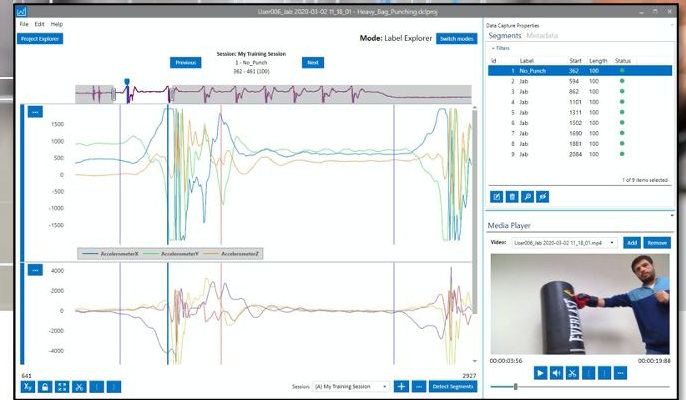 User006_Jab 2020-03-02 11_18_01 - Heavy_Bag_Punching.dclproj
File Edit Help
Project Explorer
Mode: Label Explorer
Switch modes
Session: My Training Session
Previous
1 - No_Punch
Next
362 - 461 (100)
1500
1000
500
0
-500
-1000
-1500
AccelerometerX AccelerometerY AccelerometerZ
4000
2000
0
-2000
-4000
641
2927
Session: (A) My Training Session
Detect Segments
Data Capture Properties
Segments Metadata
Filters
Id Label Start Length Status
1 No_Punch 362 100
2 Jab 594 100
3 Jab 862 100
4 Jab 1101 100
5 Jab 1311 100
6 Jab 1502 100
7 Jab 1690 100
8 Jab 1881 100
9 Jab 2084 100
1 of 9 items selected
Media Player
Video: User006_Jab 2020-03-02 11_18_01.mp4
Add
Remove
EVERLAST
00:00:03:56
00:00:19:88